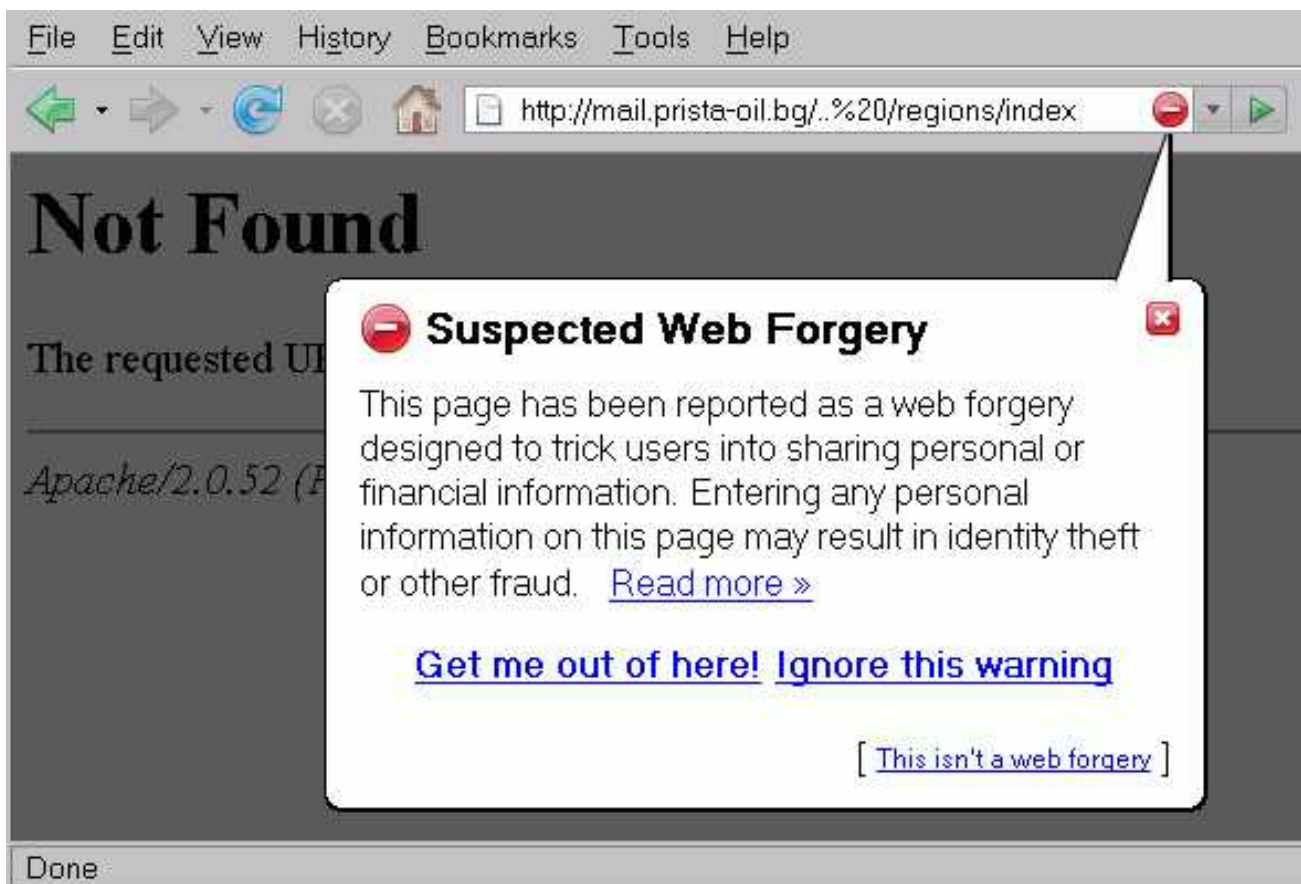 File Edit View History Bookmarks Tools Help
http://mail.prista-oil.bg/..%20/regions/index
Not Found
The requested
Suspected Web Forgery
This page has been reported as a web forgery
designed to trick users into sharing personal or
financial information. Entering any personal
information on this page may result in identity theft
or other fraud. Read more »
Get me out of here! Ignore this warning
[ This isn't a web forgery ]
Apache/2.0.52
Done